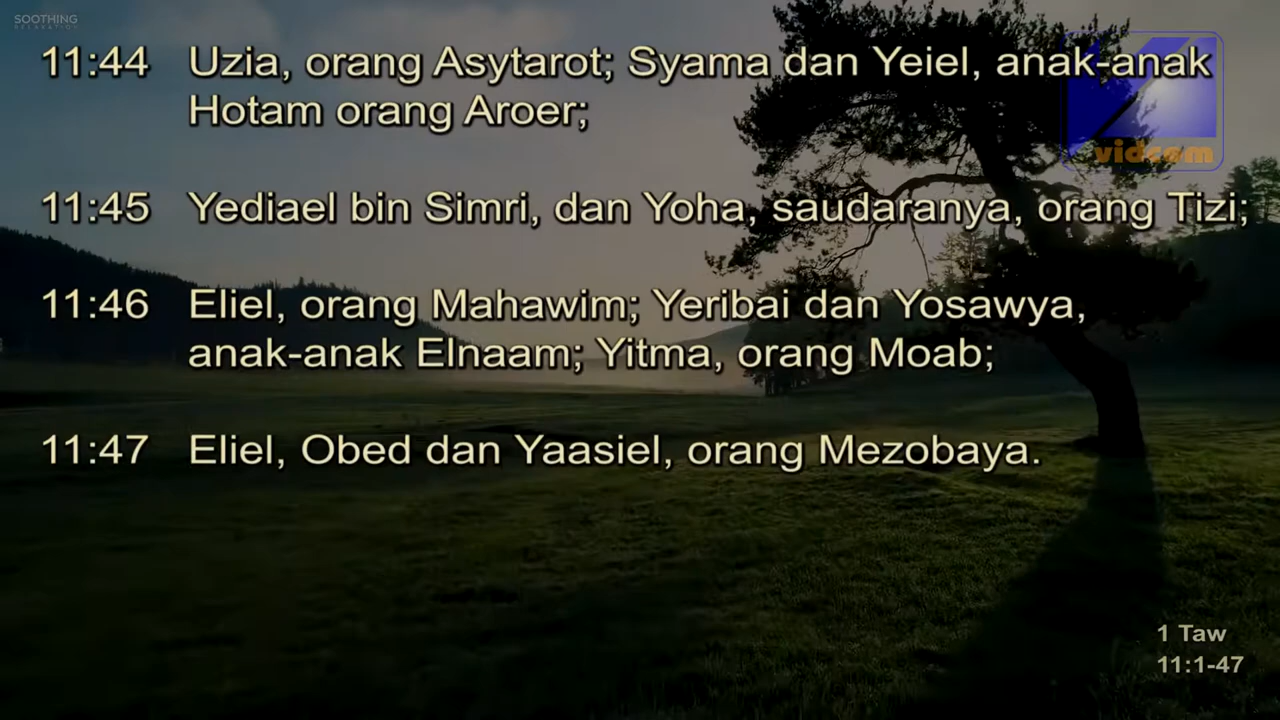 SOOTHING
RELAXATION
11:44 Uzia, orang Asytarot; Syama dan Yeiel, anak-anak
Hotam orang Aroer;
vidcam
11:45 Yediael bin Simri, dan Yoha, saudaranya, orang Tizi;
11:46 Eliel, orang Mahawim; Yeribai dan Yosawya,
anak-anak Elnaam; Yitma, orang Moab;
11:47 Eliel, Obed dan Yaasiel, orang Mezobaya.
1 Taw
11:1-47